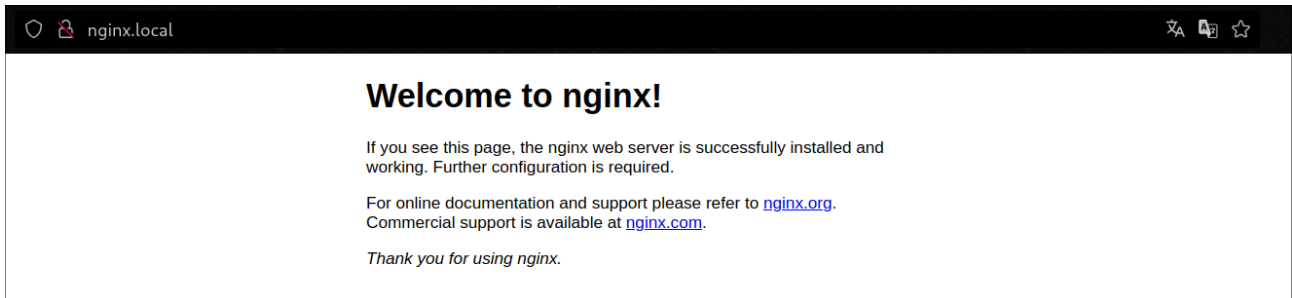 nginx.local
Welcome to nginx!
If you see this page, the nginx web server is successfully installed and
working. Further configuration is required.
For online documentation and support please refer to nginx.org.
Commercial support is available at nginx.com.
Thank you for using nginx.